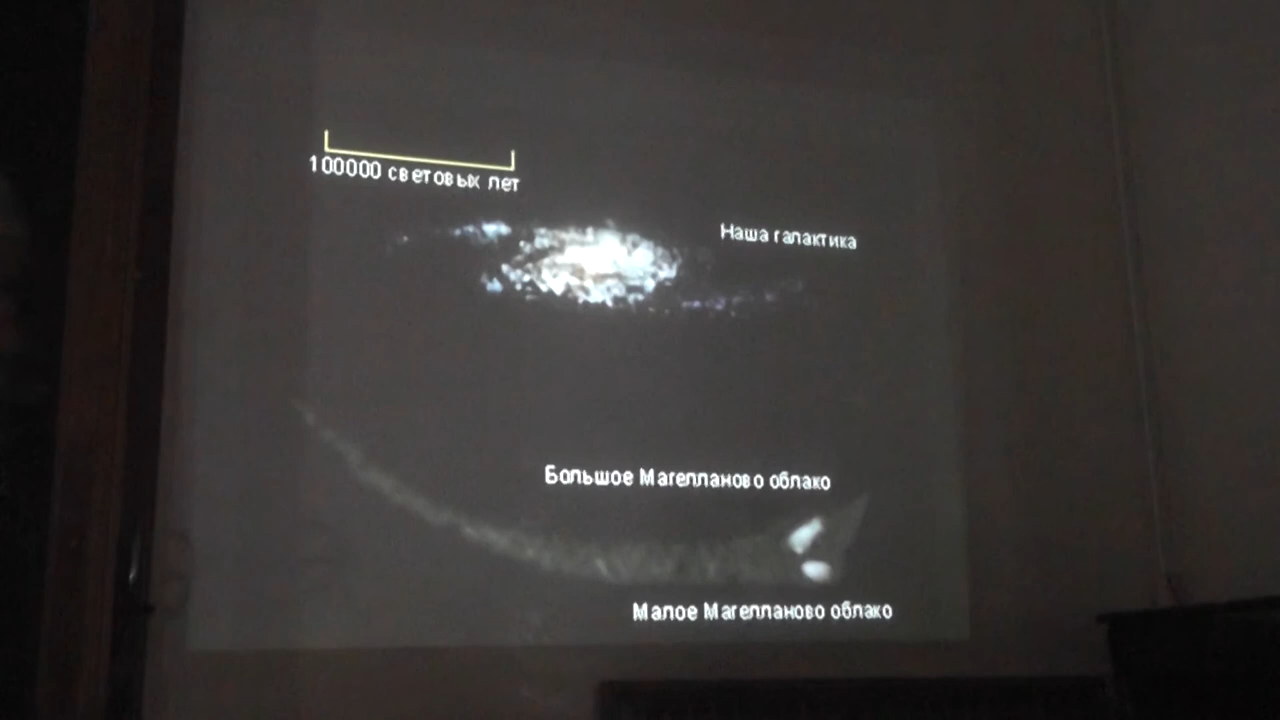 100000 световых лет
Наша галактика
Большое Магелланово облако
Малое Магелланово облако